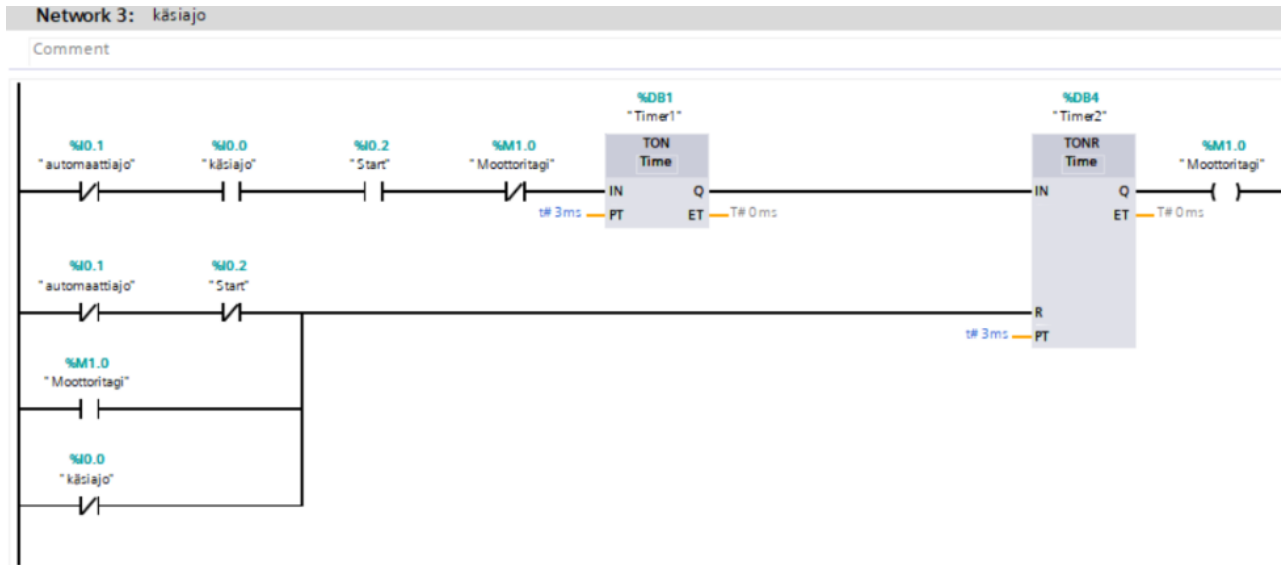 Network 3: käsiajo
Comment
%DB1
"Timer1"
%DB4
"Timer2"
%I0.1
"automaattiajo"
%I0.0
"käsiajo"
%I0.2
"Start"
%M1.0
"Moottoritagi"
TON
Time
TONR
Time
%M1.0
"Moottoritagi"
IN Q
t# 3ms PT ET T# 0ms
IN Q
ET T# 0ms
%I0.1
"automaattiajo"
%I0.2
"Start"
R
t# 3ms PT
%M1.0
"Moottoritagi"
%I0.0
"käsiajo"